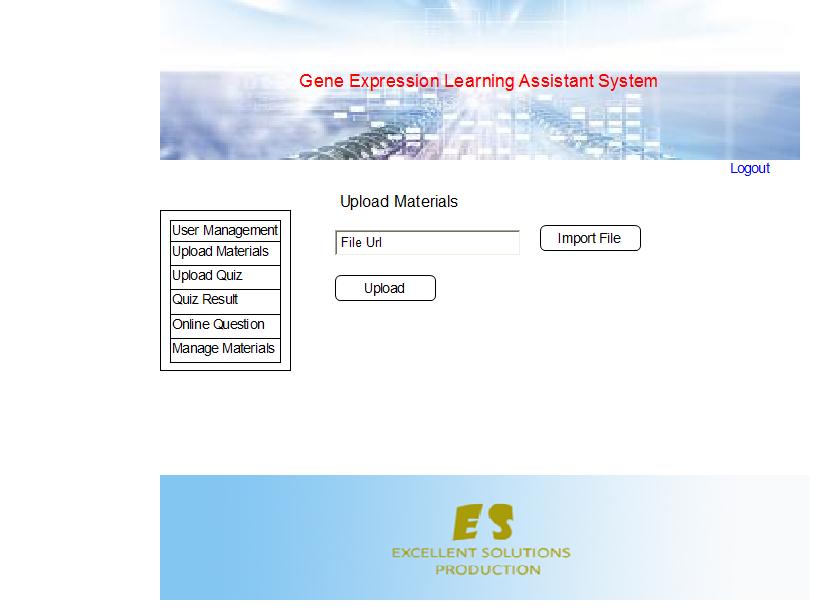 Gene Expression Learning Assistant System
Logout
Upload Materials
File Url
Import File
Upload
User Management
Upload Materials
Upload Quiz
Quiz Result
Online Question
Manage Materials
ES
EXCELLENT SOLUTIONS
PRODUCTION